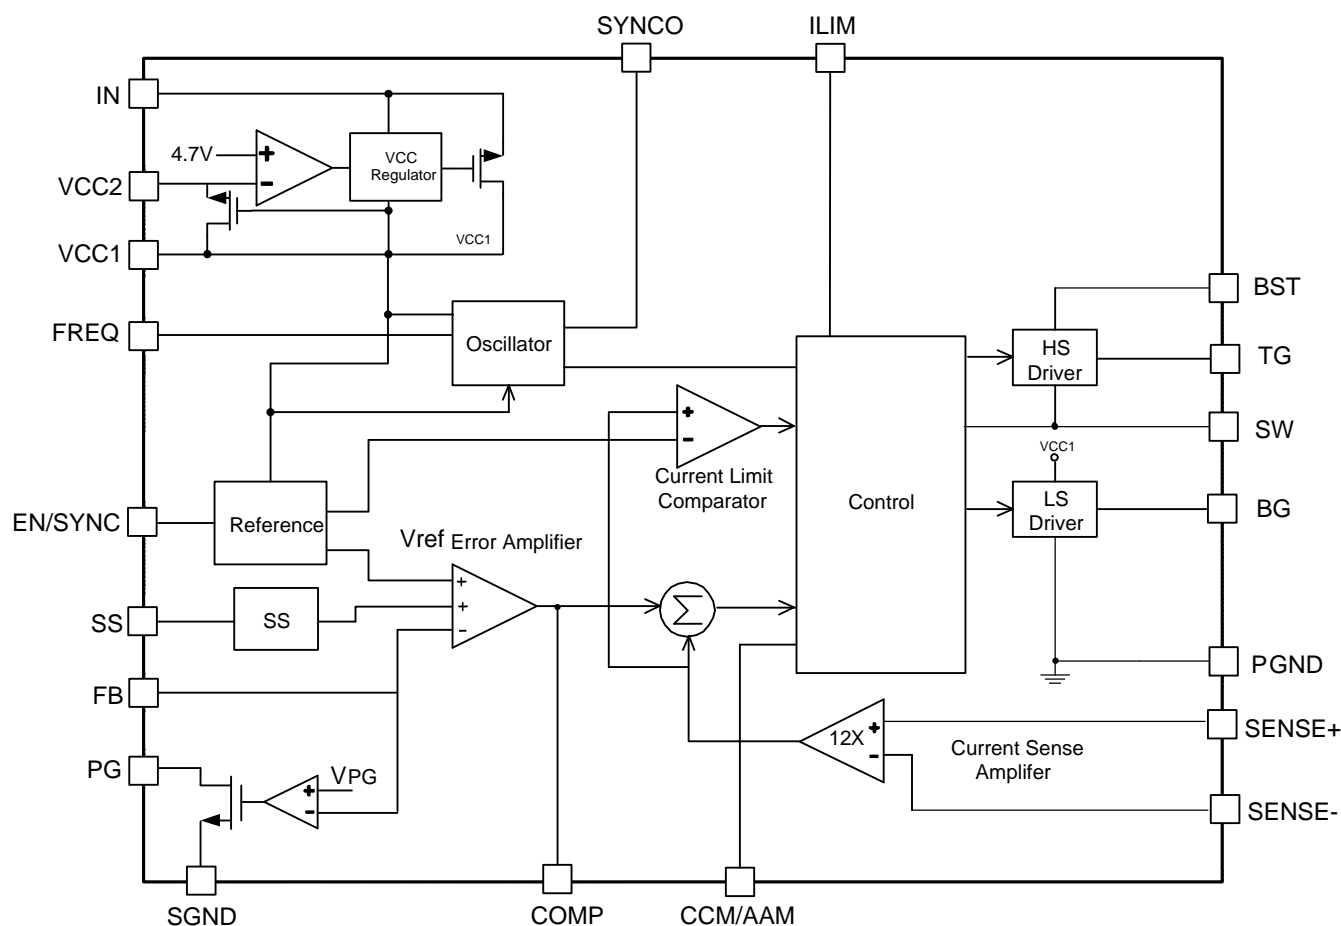 SYNCO
ILIM
IN
4.7V
+
-
VCC
Regulator
VCC2
VCC1
VCC1
FREQ
Oscillator
BST
HS
Driver
TG
SW
+
-
Current Limit
Comparator
VCC1
Control
LS
Driver
BG
EN/SYNC
Reference
Vref Error Amplifier
+
+
-
Σ
SS
SS
FB
PGND
PG
VPG
+
-
12X
+
-
Current Sense
Amplifer
SENSE+
SENSE-
SGND
COMP
CCM/AAM